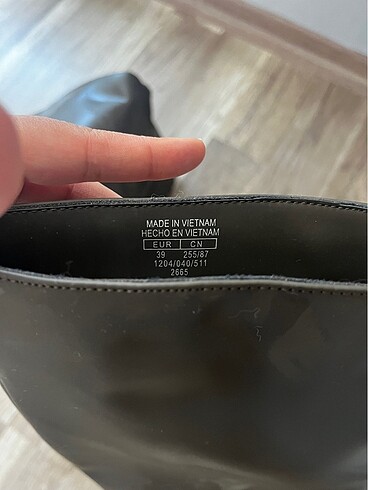 MADE IN VIETNAM
HECHO EN VIETNAM
EUR CN
39 255/87
1204/040/511
2665